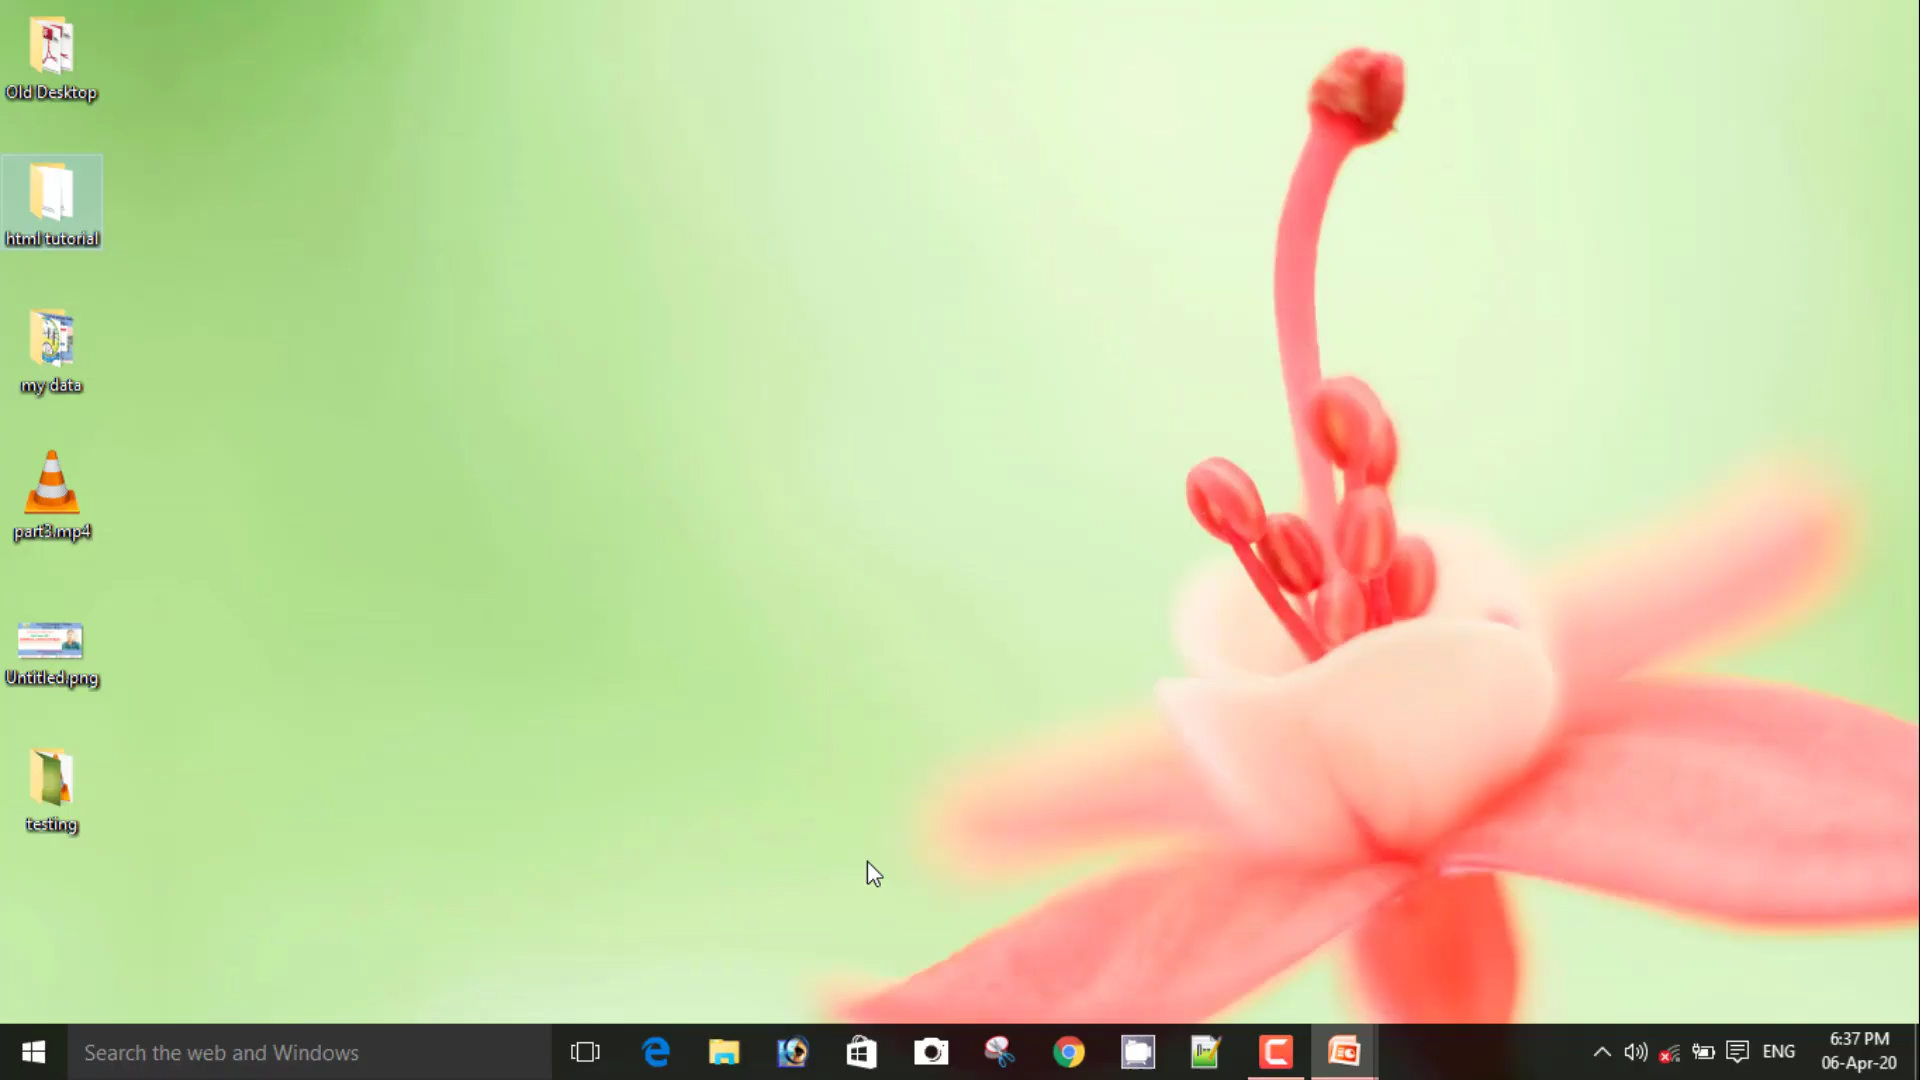 Old Desktop
html tutorial
my data
part3.mp4
Untitled.png
testing
Search the web and Windows
ENG
6:37 PM
06-Apr-20